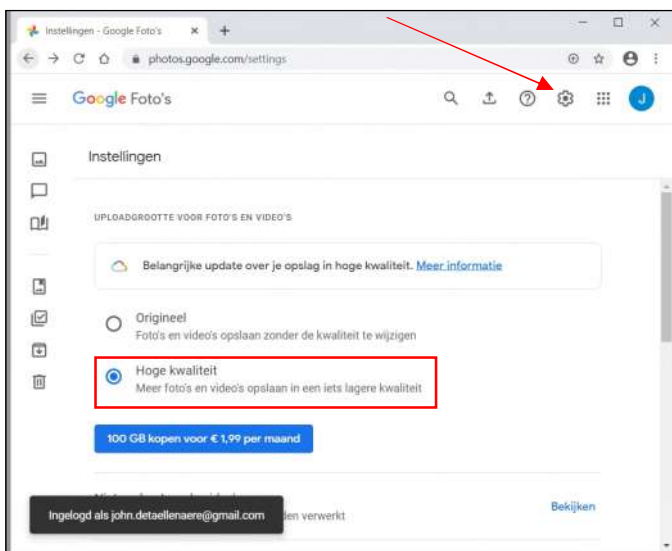 Instellingen - Google Foto's
photos.google.com/settings
Google Foto's
J
Instellingen
UPLOADGROOTTE VOOR FOTO'S EN VIDEO'S
Belangrijke update over je opslag in hoge kwaliteit. Meer informatie
Origineel
Foto's en video's opslaan zonder de kwaliteit te wijzigen
Hoge kwaliteit
Meer foto's en video's opslaan in een iets lagere kwaliteit
100 GB kopen voor € 1,99 per maand
Bekijken
Ingelogd als john.detaellenaere@gmail.com
den verwerkt